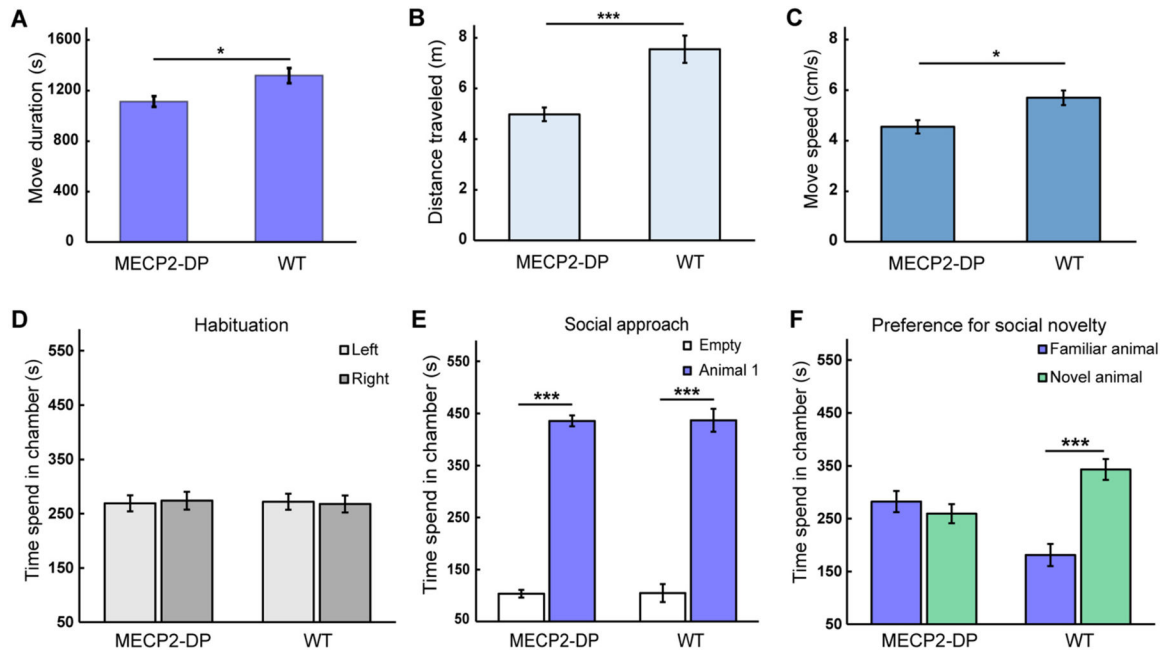 A
Move duration (s)
1600
1200
800
400
0
*
MECP2-DP
WT
B
Distance traveled (m)
8
6
4
2
0
***
MECP2-DP
WT
C
Move speed (cm/s)
8
6
4
2
0
*
MECP2-DP
WT
D
Habituation
Time spend in chamber (s)
550
450
350
250
150
50
Left
Right
MECP2-DP
WT
E
Social approach
Time spend in chamber (s)
550
450
350
250
150
50
Empty
Animal 1
***
***
MECP2-DP
WT
F
Preference for social novelty
Time spend in chamber (s)
550
450
350
250
150
50
Familiar animal
Novel animal
***
MECP2-DP
WT